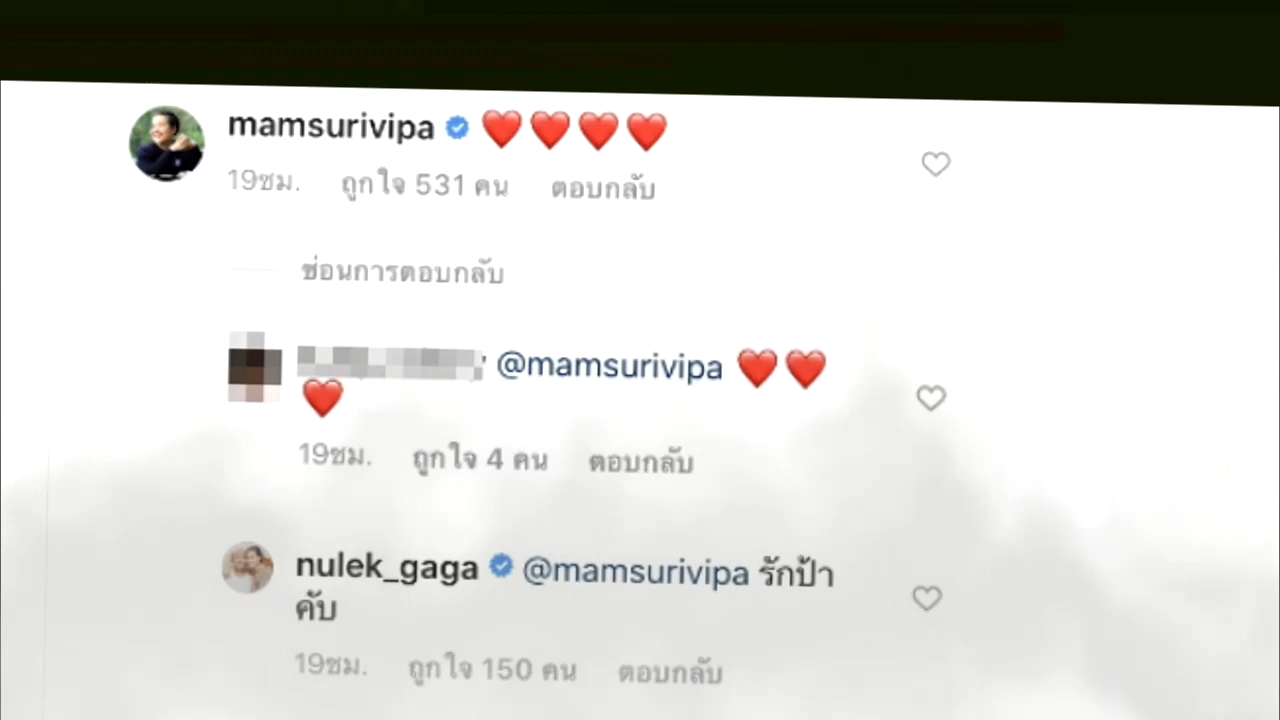 mamsurivipa ❤️❤️❤️❤️
19ชม. ถูกใจ 531 คน ตอบกลับ
ซ่อนการตอบกลับ
@mamsurivipa ❤️❤️
❤️
19ชม. ถูกใจ 4 คน ตอบกลับ
nulek_gaga @mamsurivipa รักป้า
คับ
19ชม. ถูกใจ 150 คน ตอบกลับ